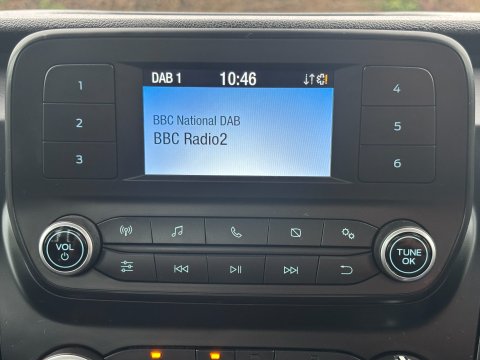 DAB 1 10:46
BBC National DAB
BBC Radio2
1
2
3
4
5
6
VOL
TUNE
OK